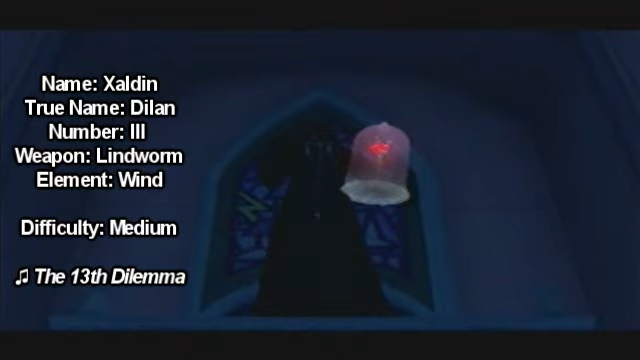 Name: Xaldin
True Name: Dilan
Number: III
Weapon: Lindworm
Element: Wind
Difficulty: Medium
♫ The 13th Dilemma